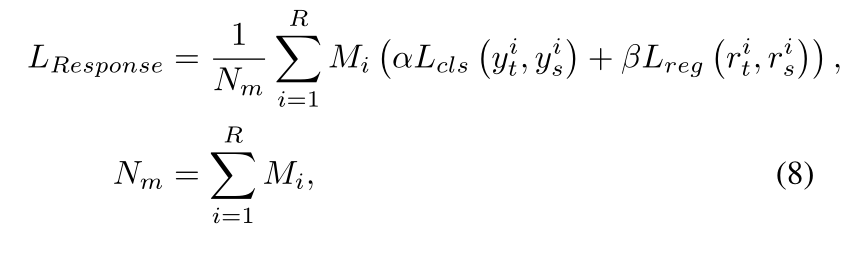 L_{Response} = \frac{1}{N_m} \sum_{i=1}^{R} M_i \left( \alpha L_{cls} \left( y_t^i, y_s^i \right) + \beta L_{reg} \left( r_t^i, r_s^i \right) \right),
N_m = \sum_{i=1}^{R} M_i, (8)